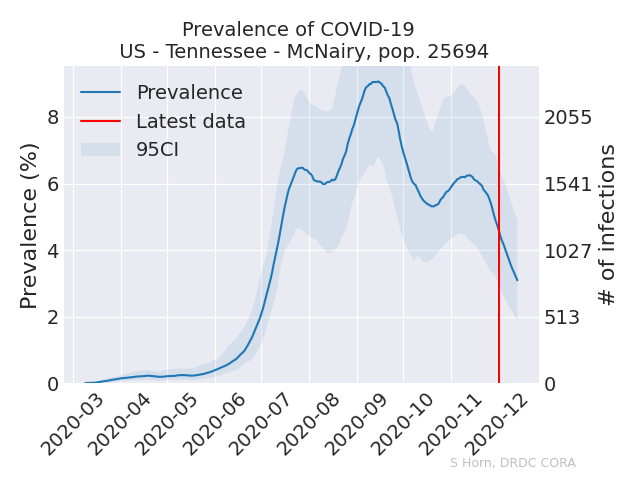 Prevalence of COVID-19
US - Tennessee - McNairy, pop. 25694
Prevalence
Latest data
95CI
Prevalence (%)
8
6
4
2
0
2055
1541
1027
513
0
# of infections
2020-03
2020-04
2020-05
2020-06
2020-07
2020-08
2020-09
2020-10
2020-11
2020-12
S Horn, DRDC CORA